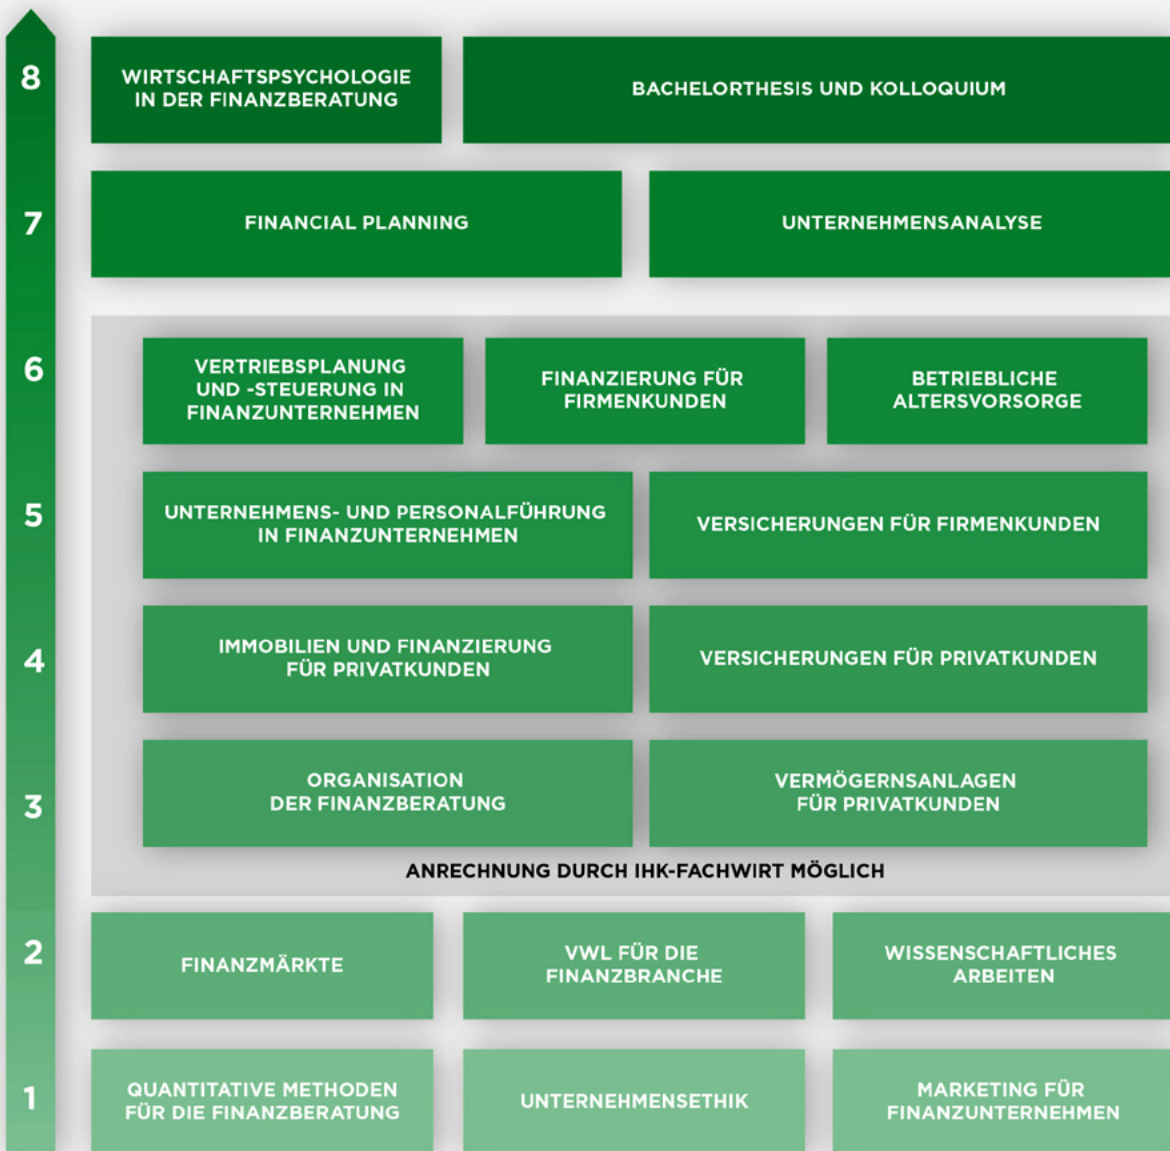 8
WIRTSCHAFTSPSYCHOLOGIE
IN DER FINANZBERATUNG
BACHELORTHESIS UND KOLLOQUIUM
7
FINANCIAL PLANNING
UNTERNEHMENSANALYSE
6
VERTRIEBSPLANUNG
UND -STEUERUNG IN
FINANZUNTERNEHMEN
FINANZIERUNG FÜR
FIRMENKUNDEN
BETRIEBLICHE
ALTERSVORSORGE
5
UNTERNEHMENS- UND PERSONALFÜHRUNG
IN FINANZUNTERNEHMEN
VERSICHERUNGEN FÜR FIRMENKUNDEN
4
IMMOBILIEN UND FINANZIERUNG
FÜR PRIVATKUNDEN
VERSICHERUNGEN FÜR PRIVATKUNDEN
3
ORGANISATION
DER FINANZBERATUNG
VERMÖGERNSANLAGEN
FÜR PRIVATKUNDEN
ANRECHNUNG DURCH IHK-FACHWIRT MÖGLICH
2
FINANZMÄRKTE
VWL FÜR DIE
FINANZBRANCHE
WISSENSCHAFTLICHES
ARBEITEN
1
QUANTITATIVE METHODEN
FÜR DIE FINANZBERATUNG
UNTERNEHMENSETHIK
MARKETING FÜR
FINANZUNTERNEHMEN